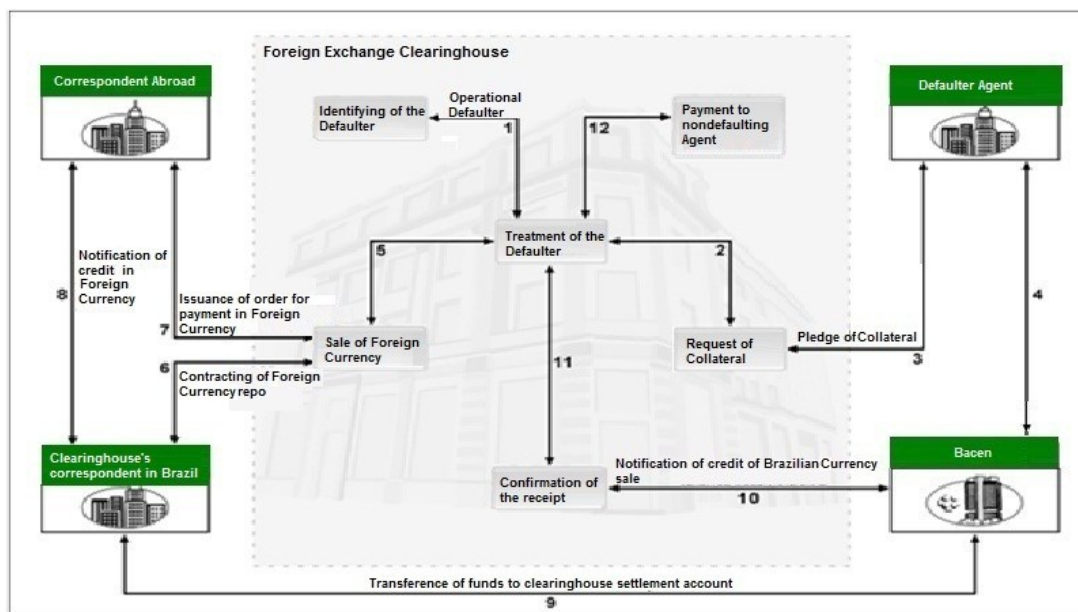 Foreign Exchange Clearinghouse
Correspondent Abroad
Defaulter Agent
Identifying of the
Defaulter
Operational
Defaulter
1
12
Payment to
nondefaulting
Agent
Treatment of the
Defaulter
5
2
Notification of
credit in
Foreign
Currency
8
Issuance of order for
payment in Foreign
Currency
7
Sale of Foreign
Currency
Request of
Collateral
Pledge of Collateral
3
4
6
Contracting of Foreign
Currency repo
11
Clearinghouse's
correspondent in Brazil
Bacen
Confirmation of
the receipt
Notification of credit of Brazilian Currency
sale
10
Transference of funds to clearinghouse settlement account
9